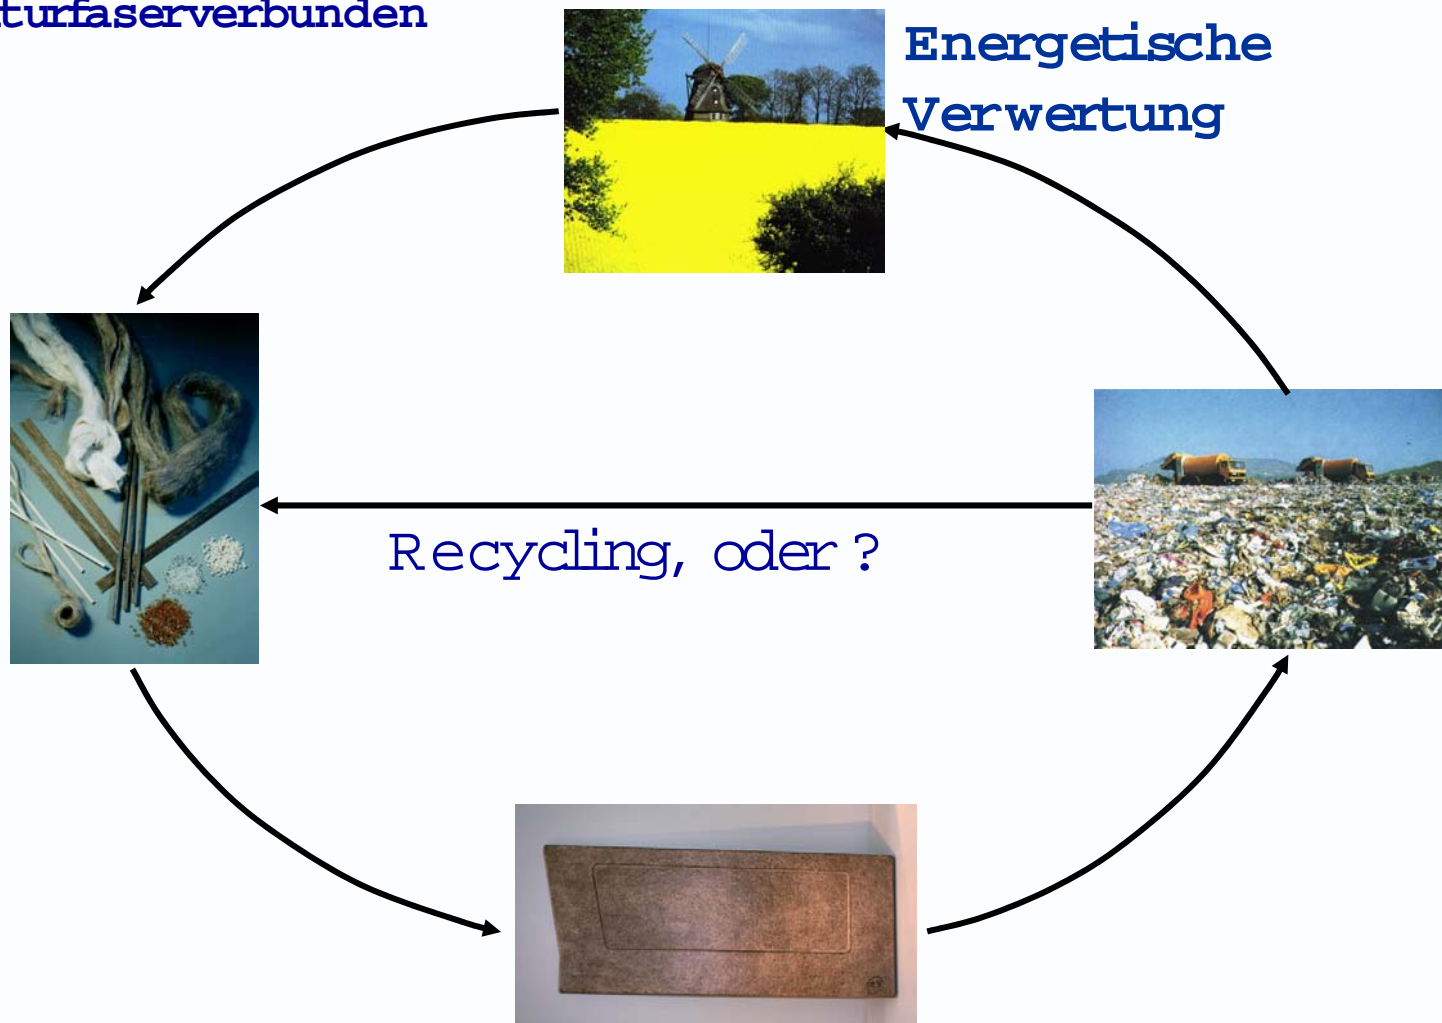 turfaserverbunden
Energetische
Verwertung
Recycling, oder ?